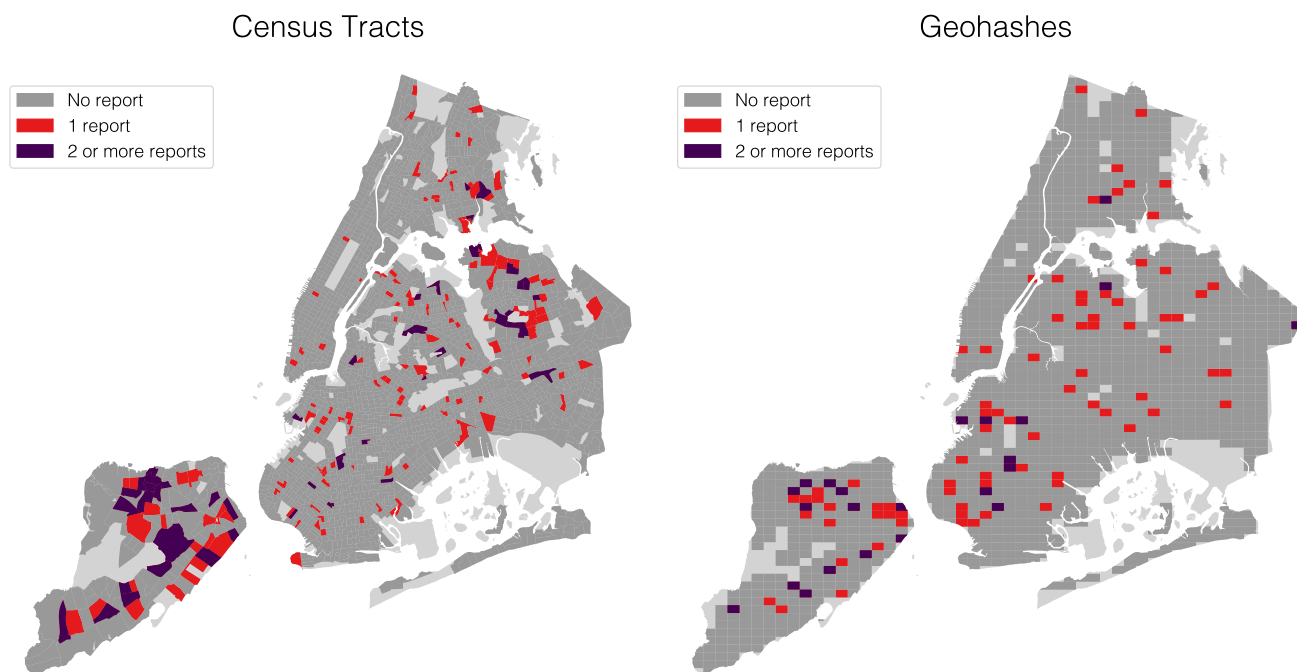 Census Tracts
No report
1 report
2 or more reports
Geohashes
No report
1 report
2 or more reports